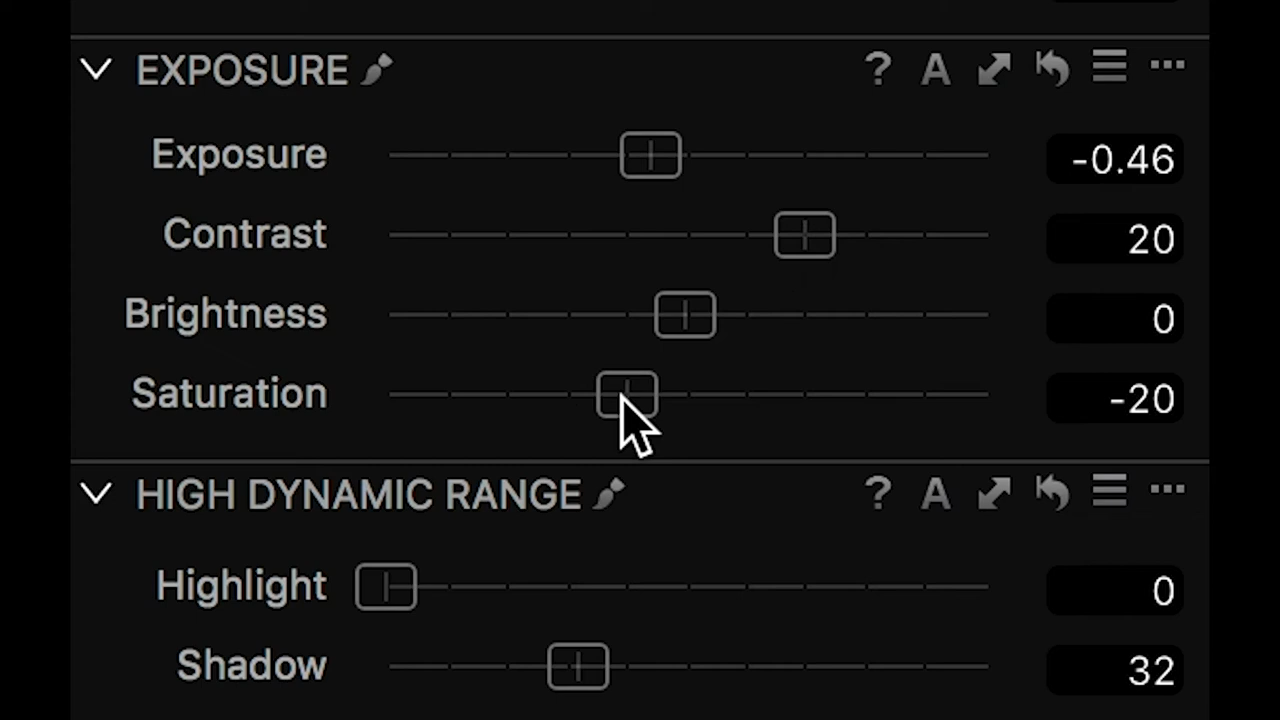 EXPOSURE ? A
Exposure -0.46
Contrast 20
Brightness 0
Saturation -20
HIGH DYNAMIC RANGE ? A
Highlight 0
Shadow 32